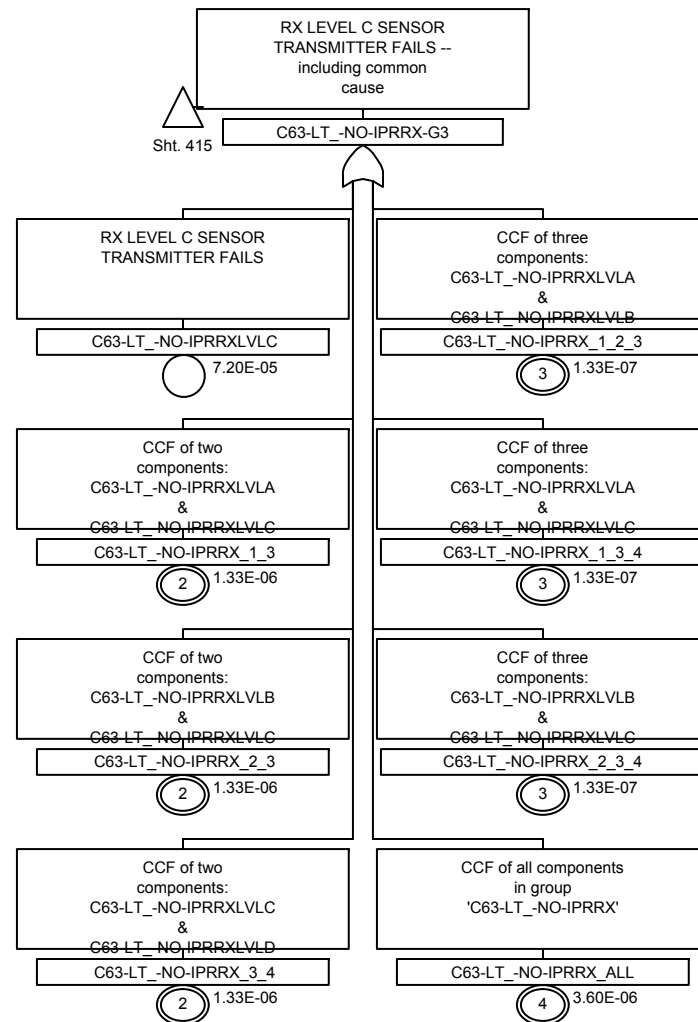 RX LEVEL C SENSOR
TRANSMITTER FAILS --
including common
cause
Sht. 415
C63-LT_-NO-IPRRX-G3
RX LEVEL C SENSOR
TRANSMITTER FAILS
C63-LT_-NO-IPRRXLVLC
7.20E-05
CCF of three
components:
C63-LT_-NO-IPRRXLVLA
&
C63-LT_-NO-IPRRXLVLB
C63-LT_-NO-IPRRX_1_2_3
3
1.33E-07
CCF of two
components:
C63-LT_-NO-IPRRXLVLA
&
C63-LT_-NO-IPRRXLVLC
C63-LT_-NO-IPRRX_1_3
2
1.33E-06
CCF of three
components:
C63-LT_-NO-IPRRXLVLA
&
C63-LT_-NO-IPRRXLVLC
C63-LT_-NO-IPRRX_1_3_4
3
1.33E-07
CCF of two
components:
C63-LT_-NO-IPRRXLVLB
&
C63-LT_-NO-IPRRXLVLC
C63-LT_-NO-IPRRX_2_3
2
1.33E-06
CCF of three
components:
C63-LT_-NO-IPRRXLVLB
&
C63-LT_-NO-IPRRXLVLC
C63-LT_-NO-IPRRX_2_3_4
3
1.33E-07
CCF of two
components:
C63-LT_-NO-IPRRXLVLC
&
C63-LT_-NO-IPRRXLVLD
C63-LT_-NO-IPRRX_3_4
2
1.33E-06
CCF of all components
in group
'C63-LT_-NO-IPRRX'
C63-LT_-NO-IPRRX_ALL
4
3.60E-06